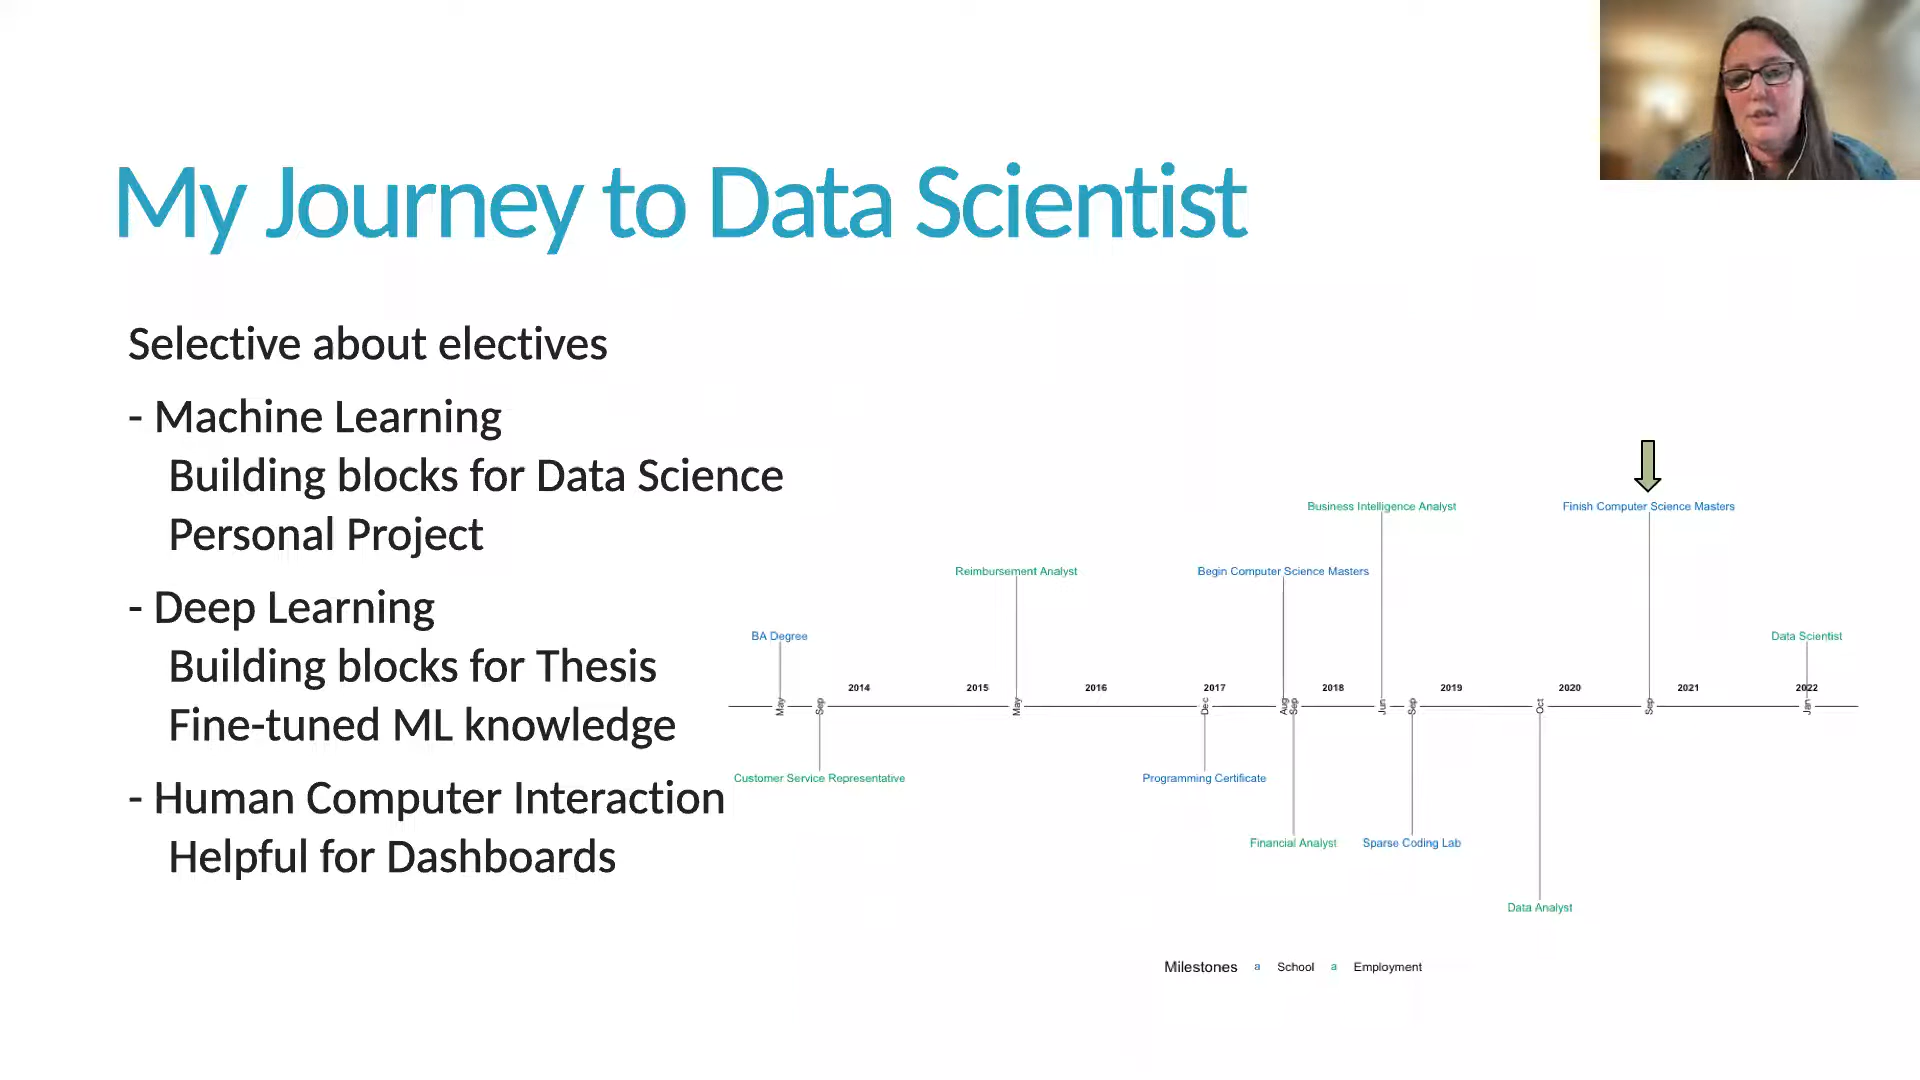 My Journey to Data Scientist
Selective about electives
- Machine Learning
Building blocks for Data Science
Personal Project
- Deep Learning
Building blocks for Thesis
Fine-tuned ML knowledge
- Human Computer Interaction
Helpful for Dashboards
Business Intelligence Analyst
Finish Computer Science Masters
Reimbursement Analyst
Begin Computer Science Masters
BA Degree
Data Scientist
2014 2015 2016 2017 2018 2019 2020 2021 2022
May Sep May Dec Aug Sep Jun Sep Oct Sep Jan
Customer Service Representative
Programming Certificate
Financial Analyst
Sparse Coding Lab
Data Analyst
Milestones a School a Employment